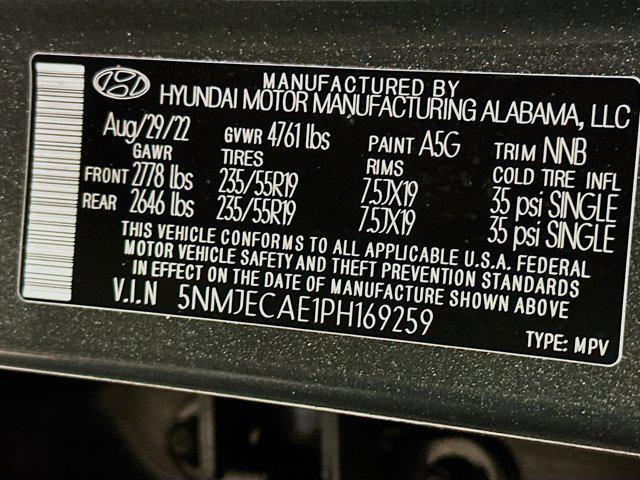 MANUFACTURED BY
HYUNDAI MOTOR MANUFACTURING ALABAMA, LLC
Aug/29/22 GVWR 4761 lbs PAINT A5G TRIM NNB
GAWR TIRES RIMS COLD TIRE INFL
FRONT 2778 lbs 235/55R19 7.5JX19 35 psi SINGLE
REAR 2646 lbs 235/55R19 7.5JX19 35 psi SINGLE
THIS VEHICLE CONFORMS TO ALL APPLICABLE U.S.A. FEDERAL
MOTOR VEHICLE SAFETY AND THEFT PREVENTION STANDARDS
IN EFFECT ON THE DATE OF MANUFACTURE SHOWN ABOVE
V.I.N 5NMJECAE1PH169259
TYPE: MPV